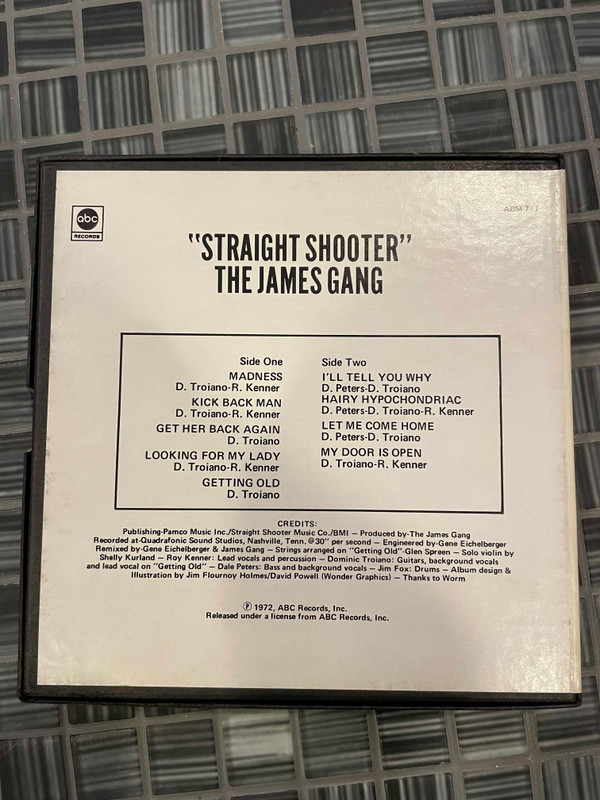 abc
RECORDS
"STRAIGHT SHOOTER"
THE JAMES GANG
Side One
MADNESS
D. Troiano-R. Kenner
KICK BACK MAN
D. Troiano-R. Kenner
GET HER BACK AGAIN
D. Troiano
LOOKING FOR MY LADY
D. Troiano-R. Kenner
GETTING OLD
D. Troiano
Side Two
I'LL TELL YOU WHY
D. Peters-D. Troiano
HAIRY HYPOCHONDRIAC
D. Peters-D. Troiano-R. Kenner
LET ME COME HOME
D. Peters-D. Troiano
MY DOOR IS OPEN
D. Troiano-R. Kenner
CREDITS:
Publishing-Pamco Music Inc./Straight Shooter Music Co./BMI — Produced by-The James Gang
Recorded at-Quadrafonic Sound Studios, Nashville, Tenn. @30" per second — Engineered by-Gene Eichelberger
Remixed by-Gene Eichelberger & James Gang — Strings arranged on "Getting Old"-Glen Spreen — Solo violin by
Shelly Kurland — Roy Kenner: Lead vocals and percussion — Dominic Troiano: Guitars, background vocals
and lead vocal on "Getting Old" — Dale Peters: Bass and background vocals — Jim Fox: Drums — Album design &
Illustration by Jim Flournoy Holmes/David Powell (Wonder Graphics) — Thanks to Worm
℗ 1972, ABC Records, Inc.
Released under a license from ABC Records, Inc.